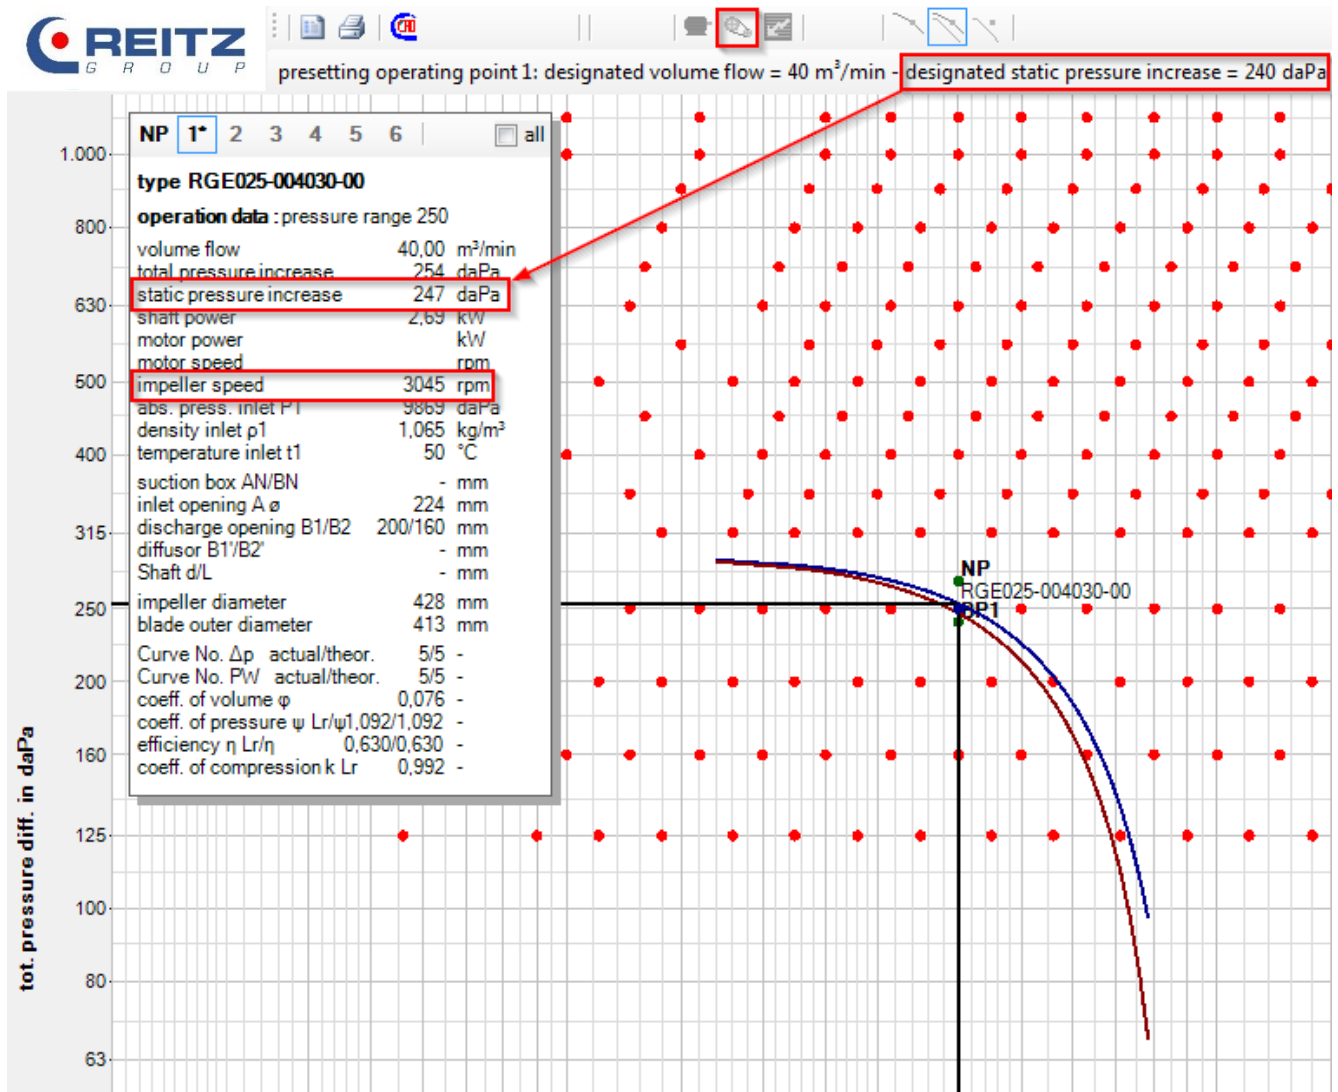 REITZ
GROUP
CAD
presetting operating point 1: designated volume flow = 40 m³/min - designated static pressure increase = 240 daPa
NP 1* 2 3 4 5 6 all
type RGE025-004030-00
operation data : pressure range 250
volume flow 40,00 m³/min
total pressure increase 254 daPa
static pressure increase 247 daPa
shaft power 2,69 kW
motor power kW
motor speed rpm
impeller speed 3045 rpm
abs. press. inlet P1 9869 daPa
density inlet ρ1 1,065 kg/m³
temperature inlet t1 50 °C
suction box AN/BN - mm
inlet opening A ø 224 mm
discharge opening B1/B2 200/160 mm
diffusor B1'/B2' - mm
Shaft d/L - mm
impeller diameter 428 mm
blade outer diameter 413 mm
Curve No. Δp actual/theor. 5/5 -
Curve No. PW actual/theor. 5/5 -
coeff. of volume φ 0,076 -
coeff. of pressure ψ Lr/ψ 1,092/1,092 -
efficiency η Lr/η 0,630/0,630 -
coeff. of compression k Lr 0,992 -
tot. pressure diff. in daPa
1.000
800
630
500
400
315
250
200
160
125
100
80
63
NP
RGE025-004030-00
BP1